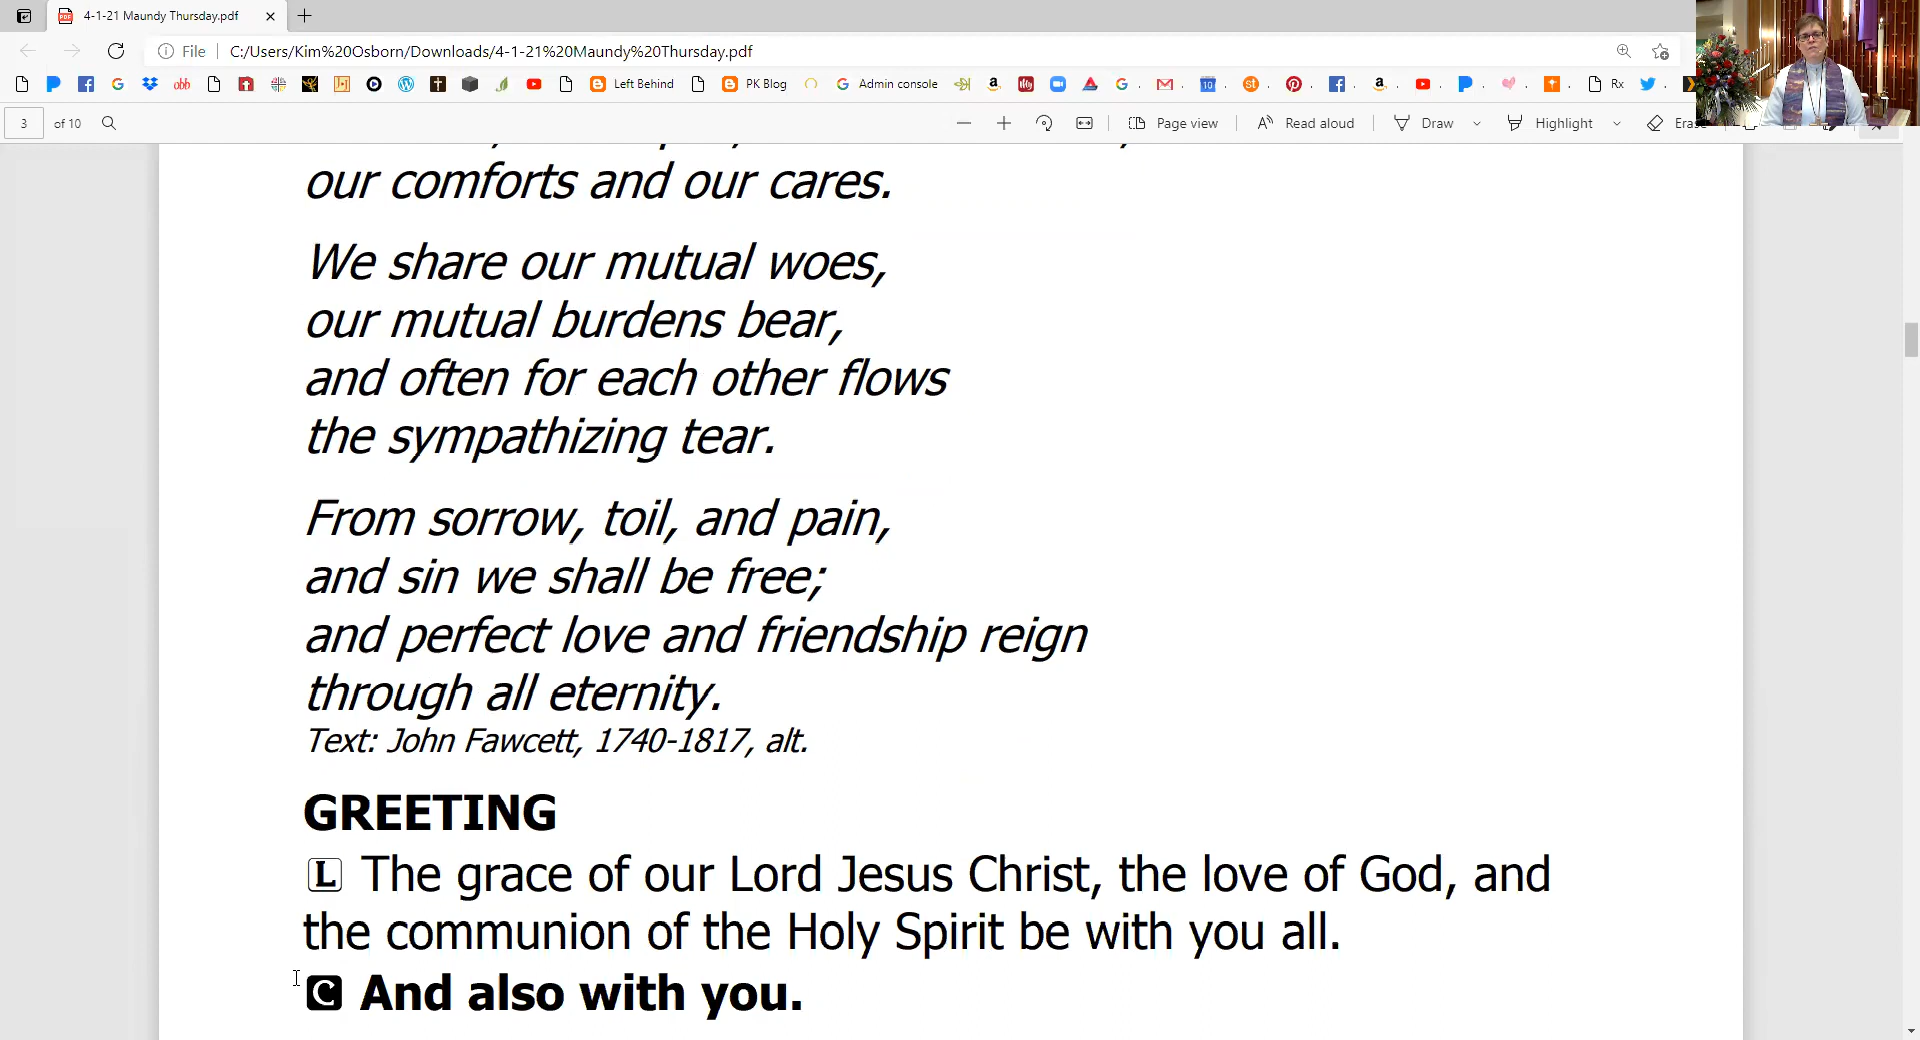 4-1-21 Maundy Thursday.pdf
File C:/Users/Kim%20Osborn/Downloads/4-1-21%20Maundy%20Thursday.pdf
Left Behind PK Blog Admin console Rx
3 of 10 Page view Read aloud Draw Highlight
our comforts and our cares.
We share our mutual woes,
our mutual burdens bear,
and often for each other flows
the sympathizing tear.
From sorrow, toil, and pain,
and sin we shall be free;
and perfect love and friendship reign
through all eternity.
Text: John Fawcett, 1740-1817, alt.
GREETING
L The grace of our Lord Jesus Christ, the love of God, and
the communion of the Holy Spirit be with you all.
C And also with you.